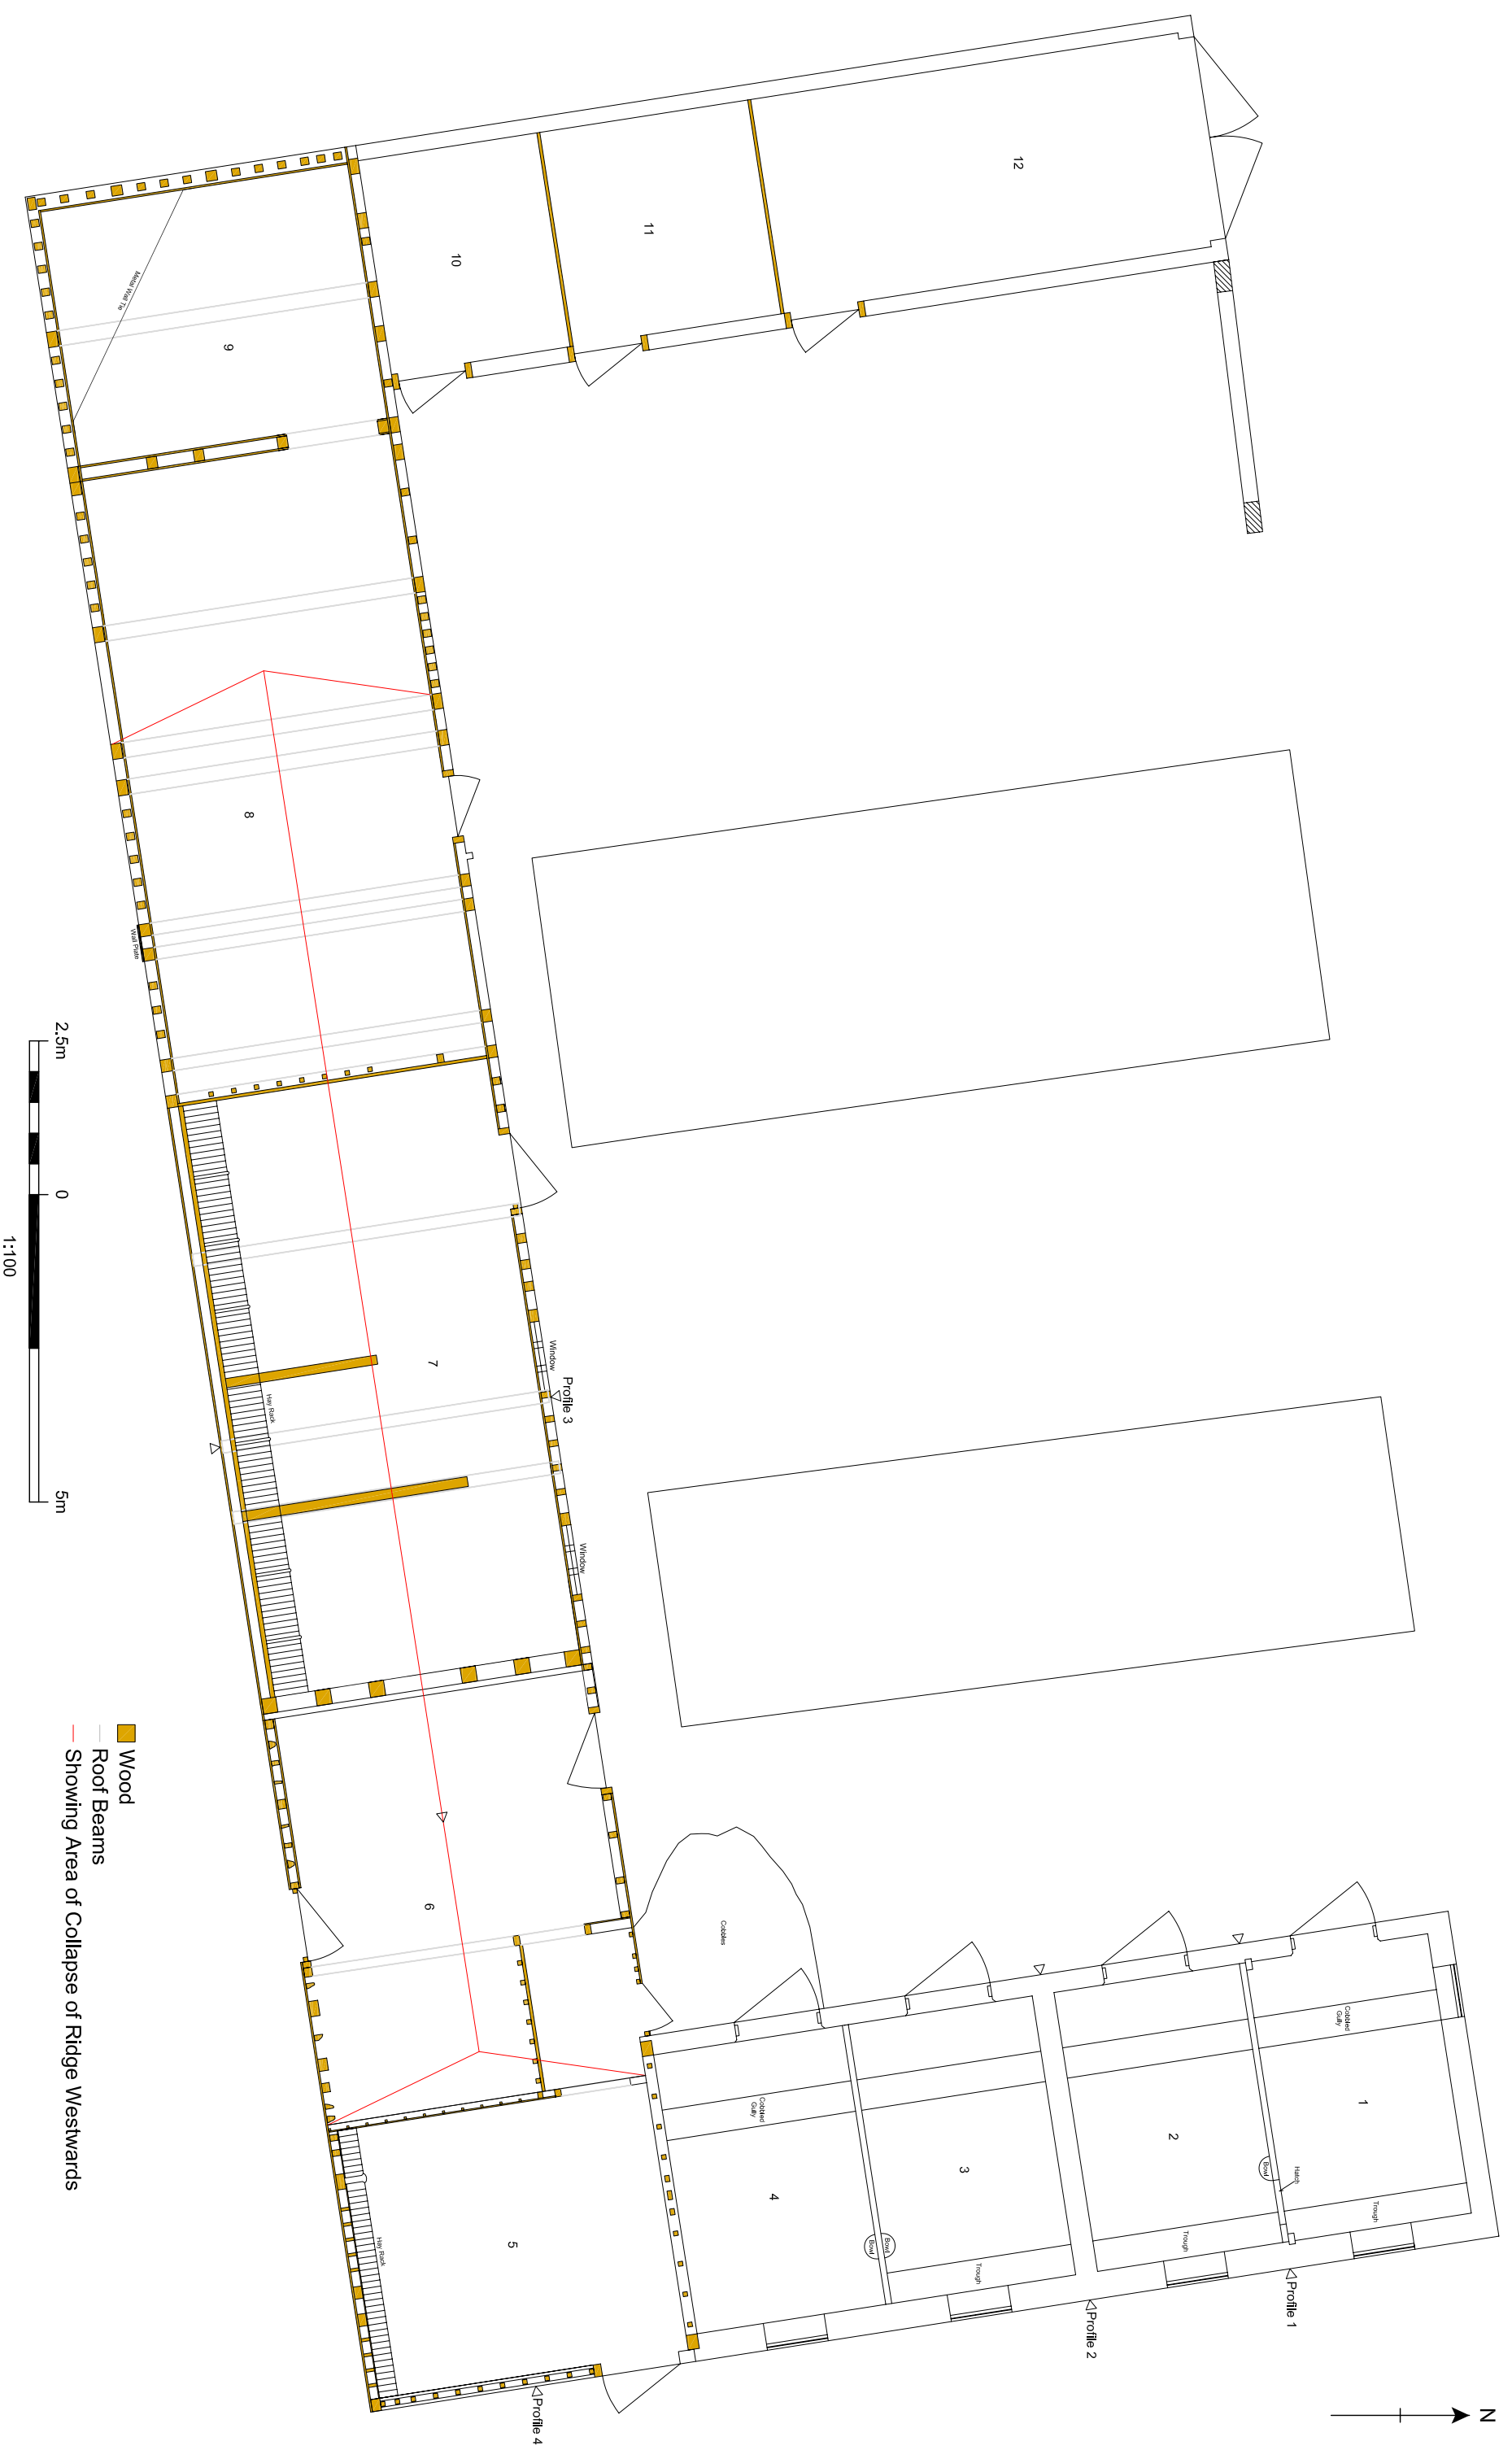 12
11
10
Metal Wall Tie
9
8
Wall Plate
2.5m
0
5m
1:100
Window
Profile 3
7
Hay Rack
Window
Wood
Roof Beams
Showing Area of Collapse of Ridge Westwards
6
Cobbles
Cobbled
Gully
1
2
Hatch
Bowl
Trough
Trough
Cobbled
Gully
3
4
Bowl
Bowl
Trough
5
Hay Rack
Profile 1
Profile 2
Profile 4
N